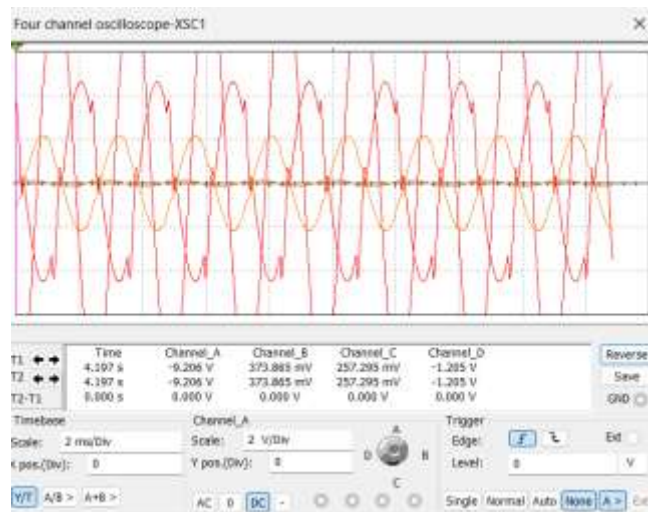 Four channel oscilloscope-XSC1
Time Channel_A Channel_B Channel_C Channel_D
T1 4.197 s -9.206 V 373.865 mV 257.295 mV -1.205 V
T2 4.197 s -9.206 V 373.865 mV 257.295 mV -1.205 V
T2-T1 0.000 s 0.000 V 0.000 V 0.000 V 0.000 V
Reverse
Save
GND
Timebase
Scale: 2 ms/Div
X pos.(Div): 0
Y/T A/B > A+B >
Channel_A
Scale: 2 V/Div
Y pos.(Div): 0
AC 0 DC -
A
D B
C
Trigger
Edge: Ext
Level: 0 V
Single Normal Auto None A > Ext